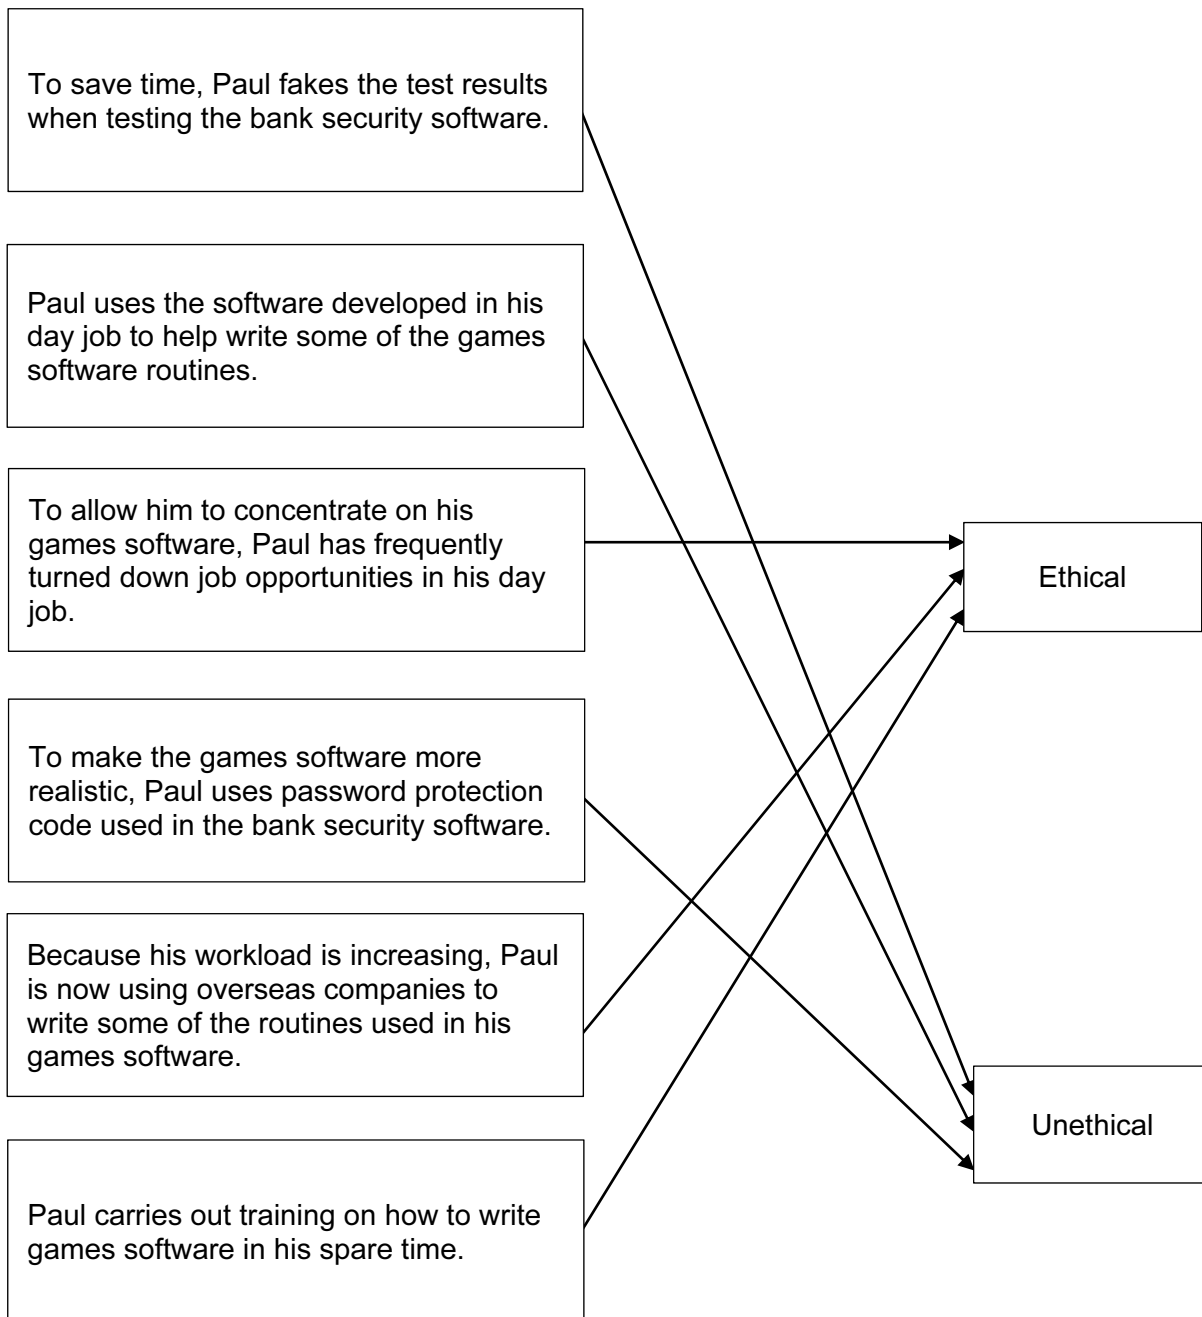 To save time, Paul fakes the test results
when testing the bank security software.
Paul uses the software developed in his
day job to help write some of the games
software routines.
To allow him to concentrate on his
games software, Paul has frequently
turned down job opportunities in his day
job.
Ethical
To make the games software more
realistic, Paul uses password protection
code used in the bank security software.
Because his workload is increasing, Paul
is now using overseas companies to
write some of the routines used in his
games software.
Unethical
Paul carries out training on how to write
games software in his spare time.